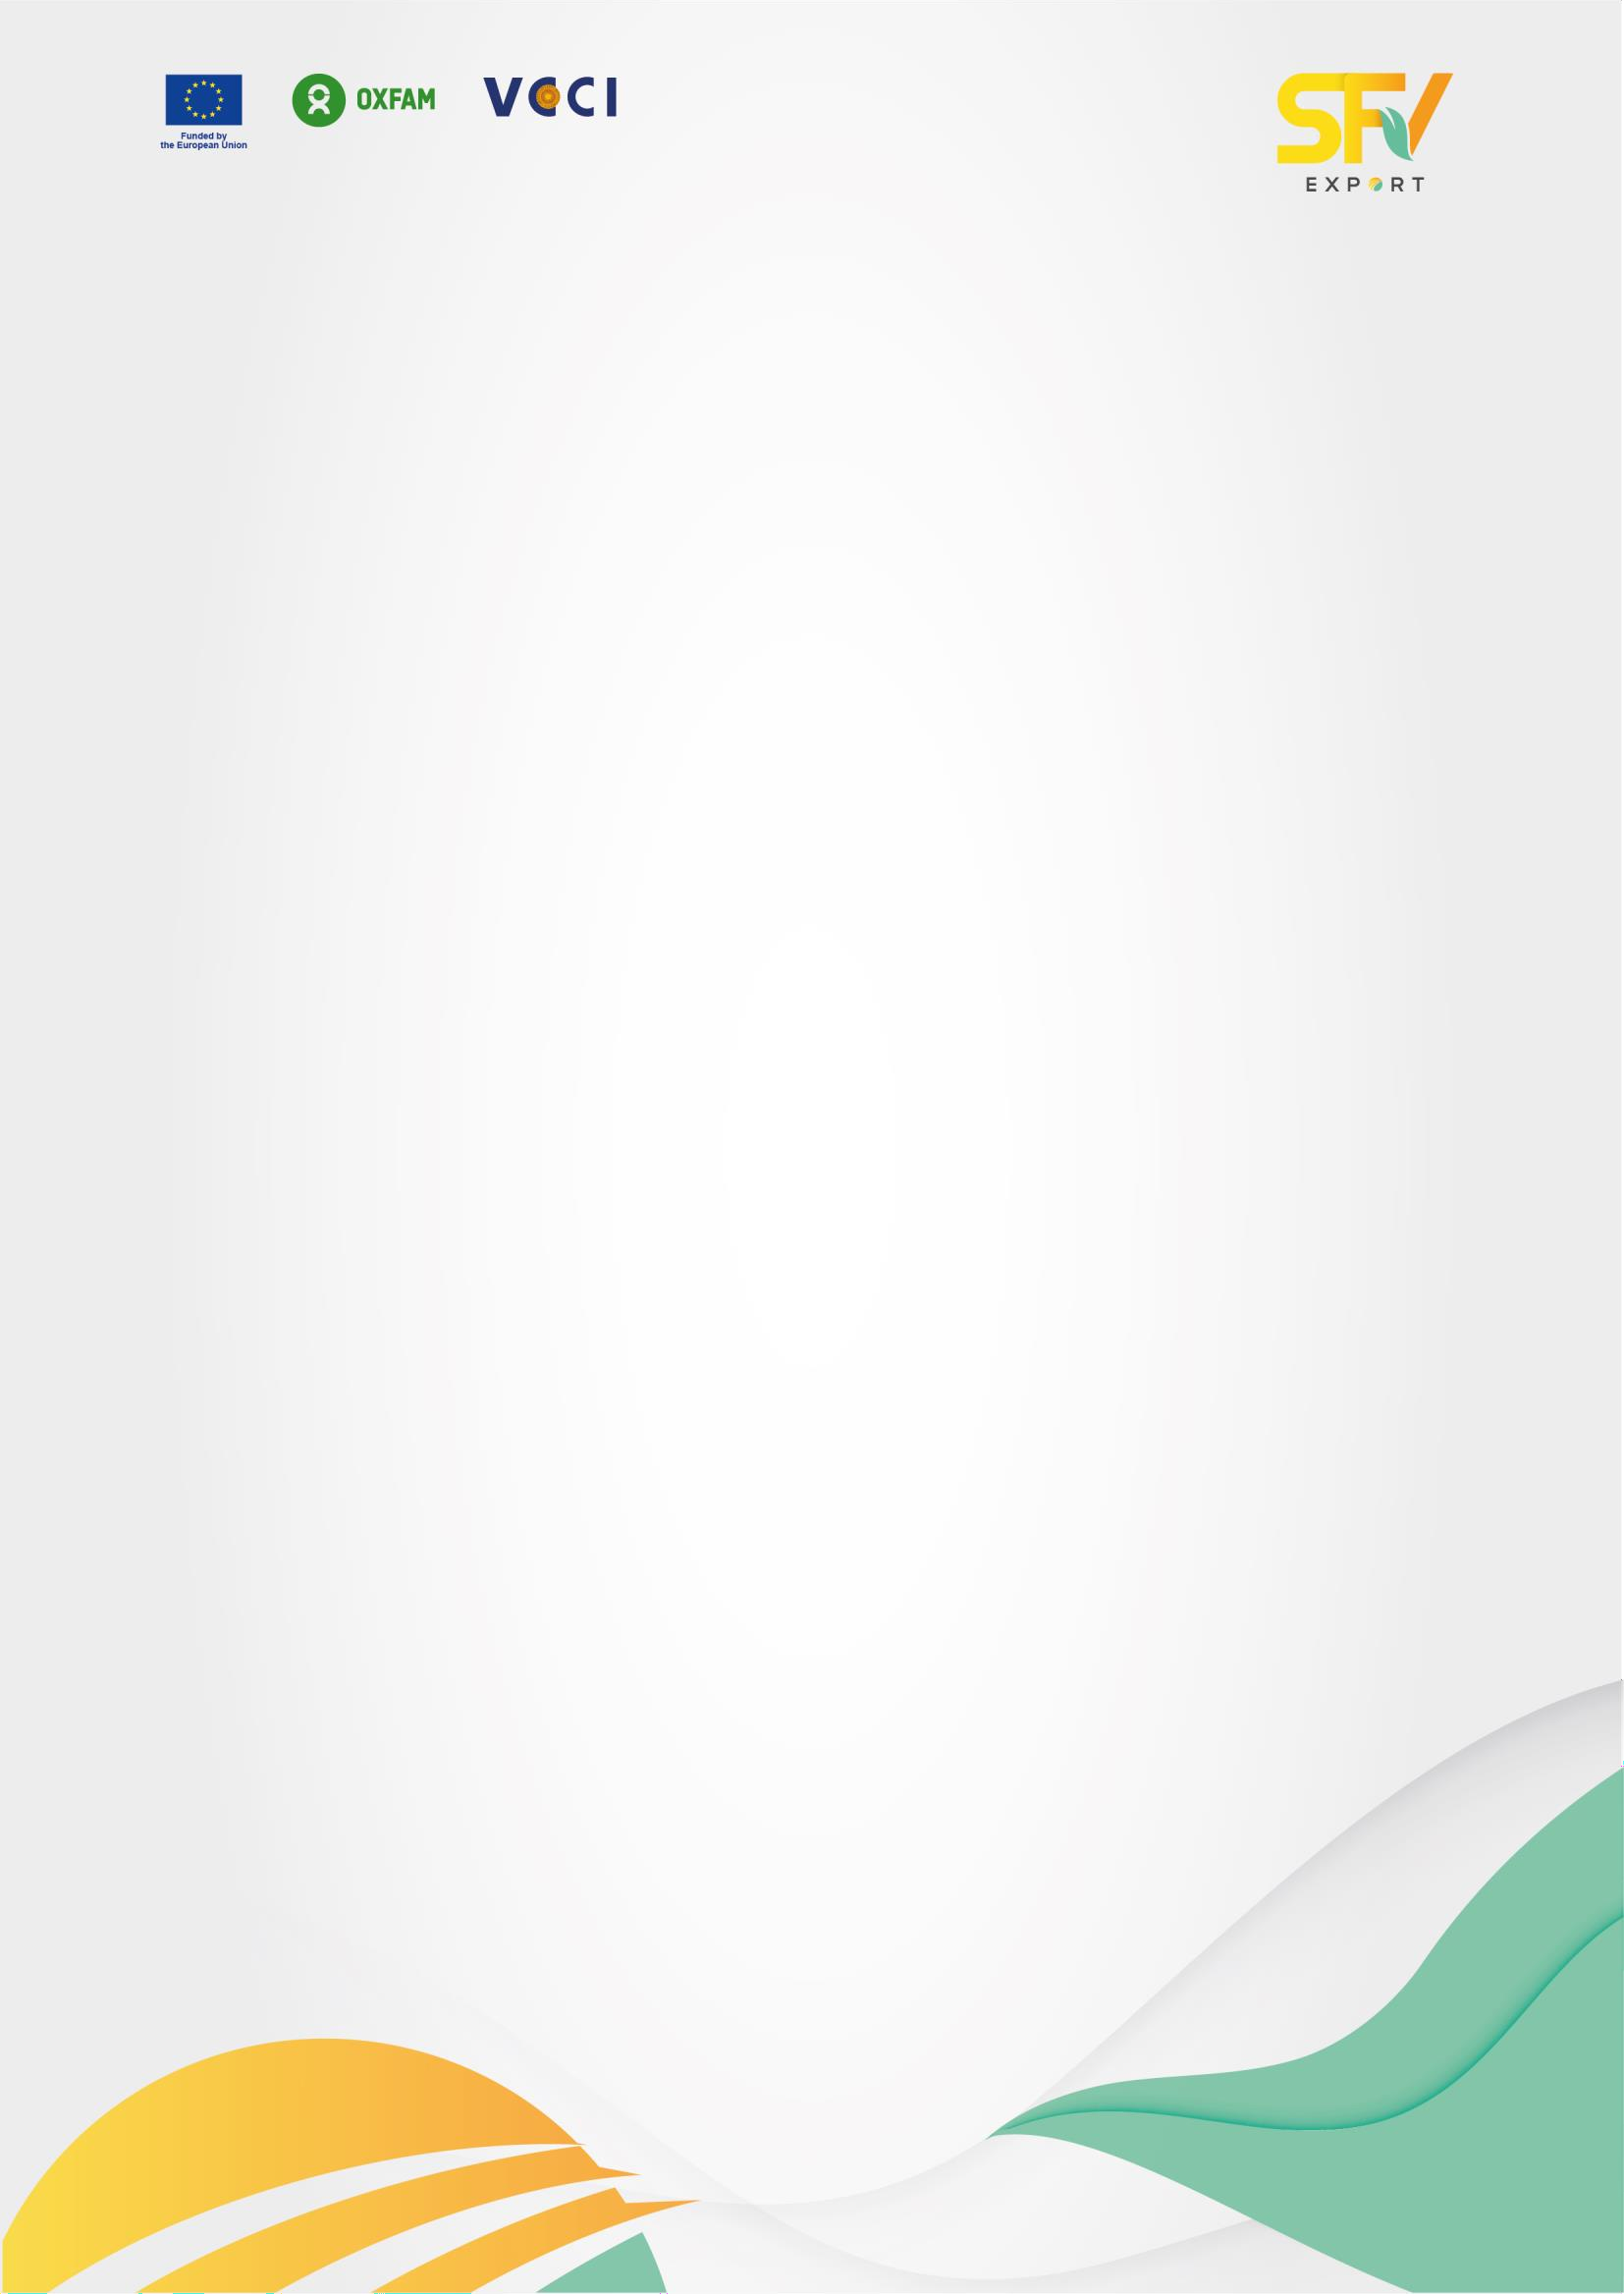 Funded by
the European Union
OXFAM
VCCI
SFV
EXPORT